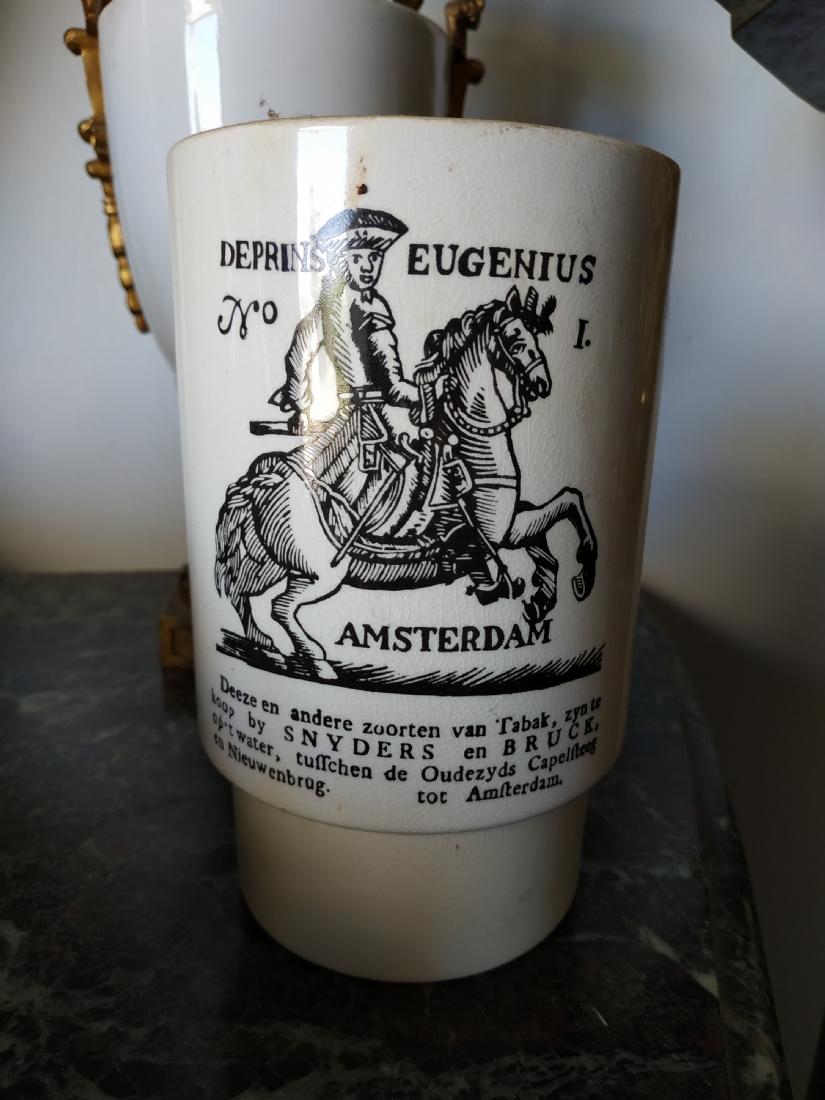 DEPRINS EUGENIUS
No I.
AMSTERDAM
Deeze en andere zoorten van Tabak, zyn te
koop by SNYDERS en BRUCK,
op't water, tuſſchen de Oudezyds Capelſteeg
en Nieuwenbrug. tot Amſterdam.